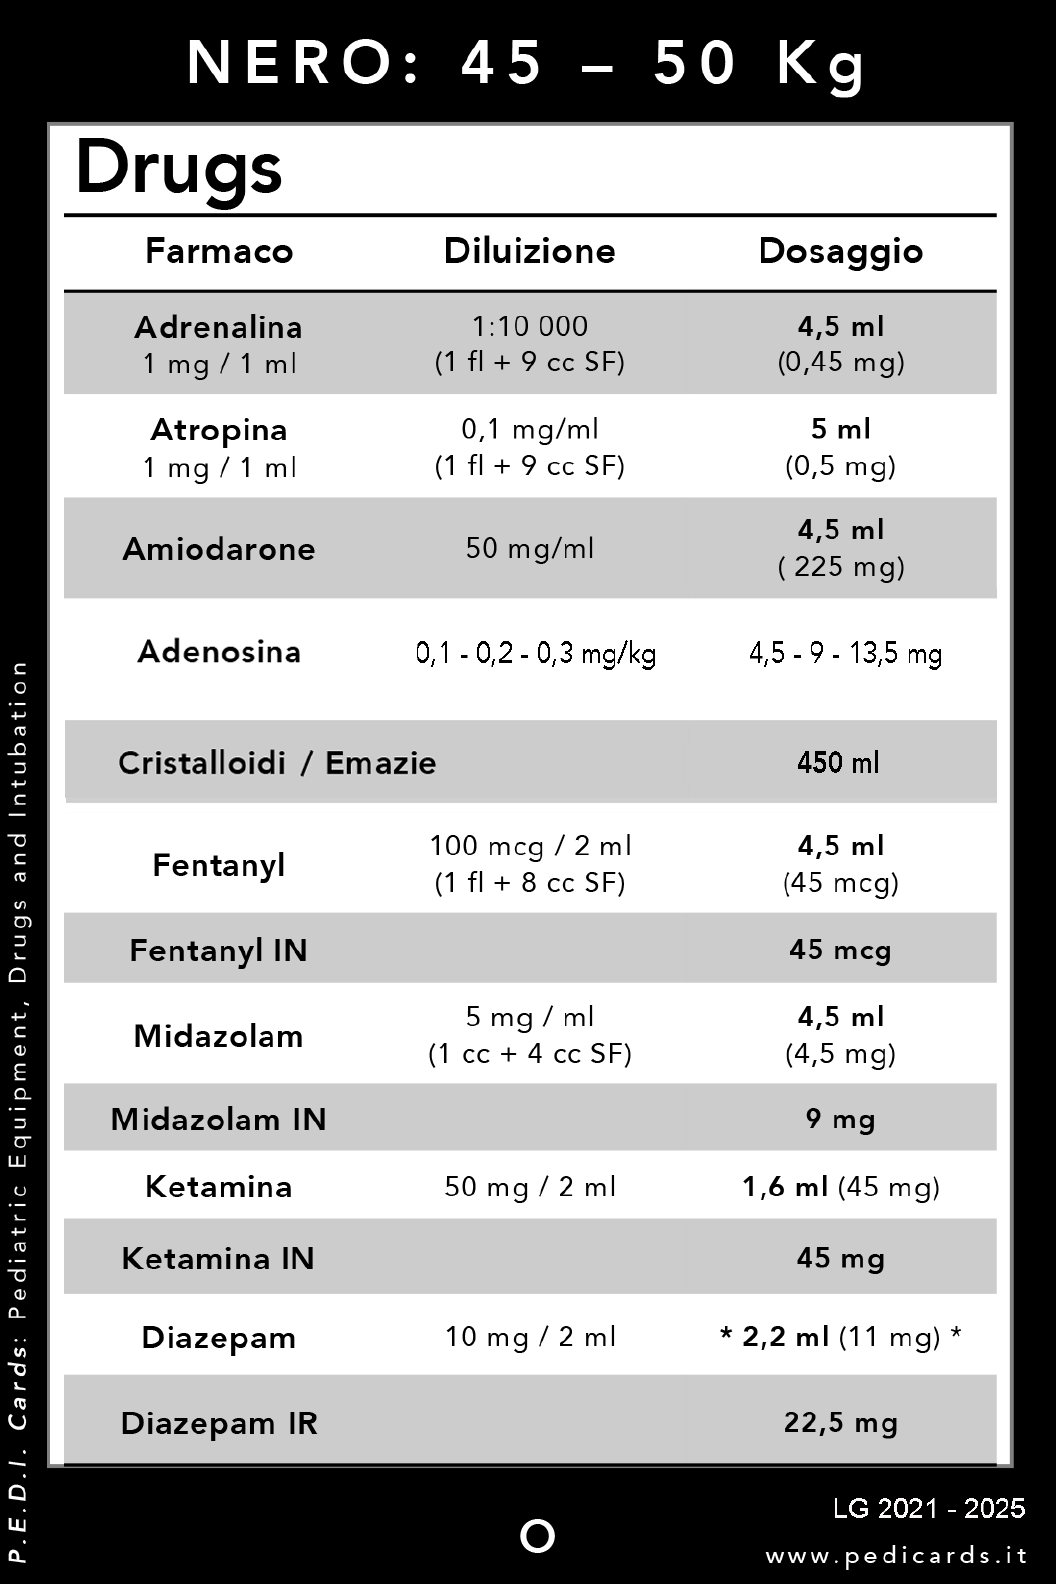 NERO: 45 – 50 Kg
Drugs
Farmaco Diluizione Dosaggio
Adrenalina 1:10 000 4,5 ml
1 mg / 1 ml (1 fl + 9 cc SF) (0,45 mg)
Atropina 0,1 mg/ml 5 ml
1 mg / 1 ml (1 fl + 9 cc SF) (0,5 mg)
Amiodarone 50 mg/ml 4,5 ml
( 225 mg)
Adenosina 0,1 - 0,2 - 0,3 mg/kg 4,5 - 9 - 13,5 mg
Cristalloidi / Emazie 450 ml
Fentanyl 100 mcg / 2 ml 4,5 ml
(1 fl + 8 cc SF) (45 mcg)
Fentanyl IN 45 mcg
Midazolam 5 mg / ml 4,5 ml
(1 cc + 4 cc SF) (4,5 mg)
Midazolam IN 9 mg
Ketamina 50 mg / 2 ml 1,6 ml (45 mg)
Ketamina IN 45 mg
Diazepam 10 mg / 2 ml * 2,2 ml (11 mg) *
Diazepam IR 22,5 mg
P.E.D.I. Cards: Pediatric Equipment, Drugs and Intubation
LG 2021 - 2025
www.pedicards.it